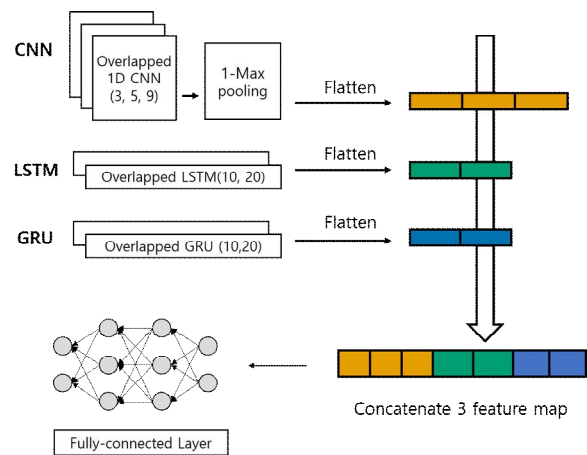 CNN
Overlapped
1D CNN
(3, 5, 9)
1-Max
pooling
Flatten
LSTM
Overlapped LSTM(10, 20)
Flatten
GRU
Overlapped GRU (10,20)
Flatten
Concatenate 3 feature map
Fully-connected Layer